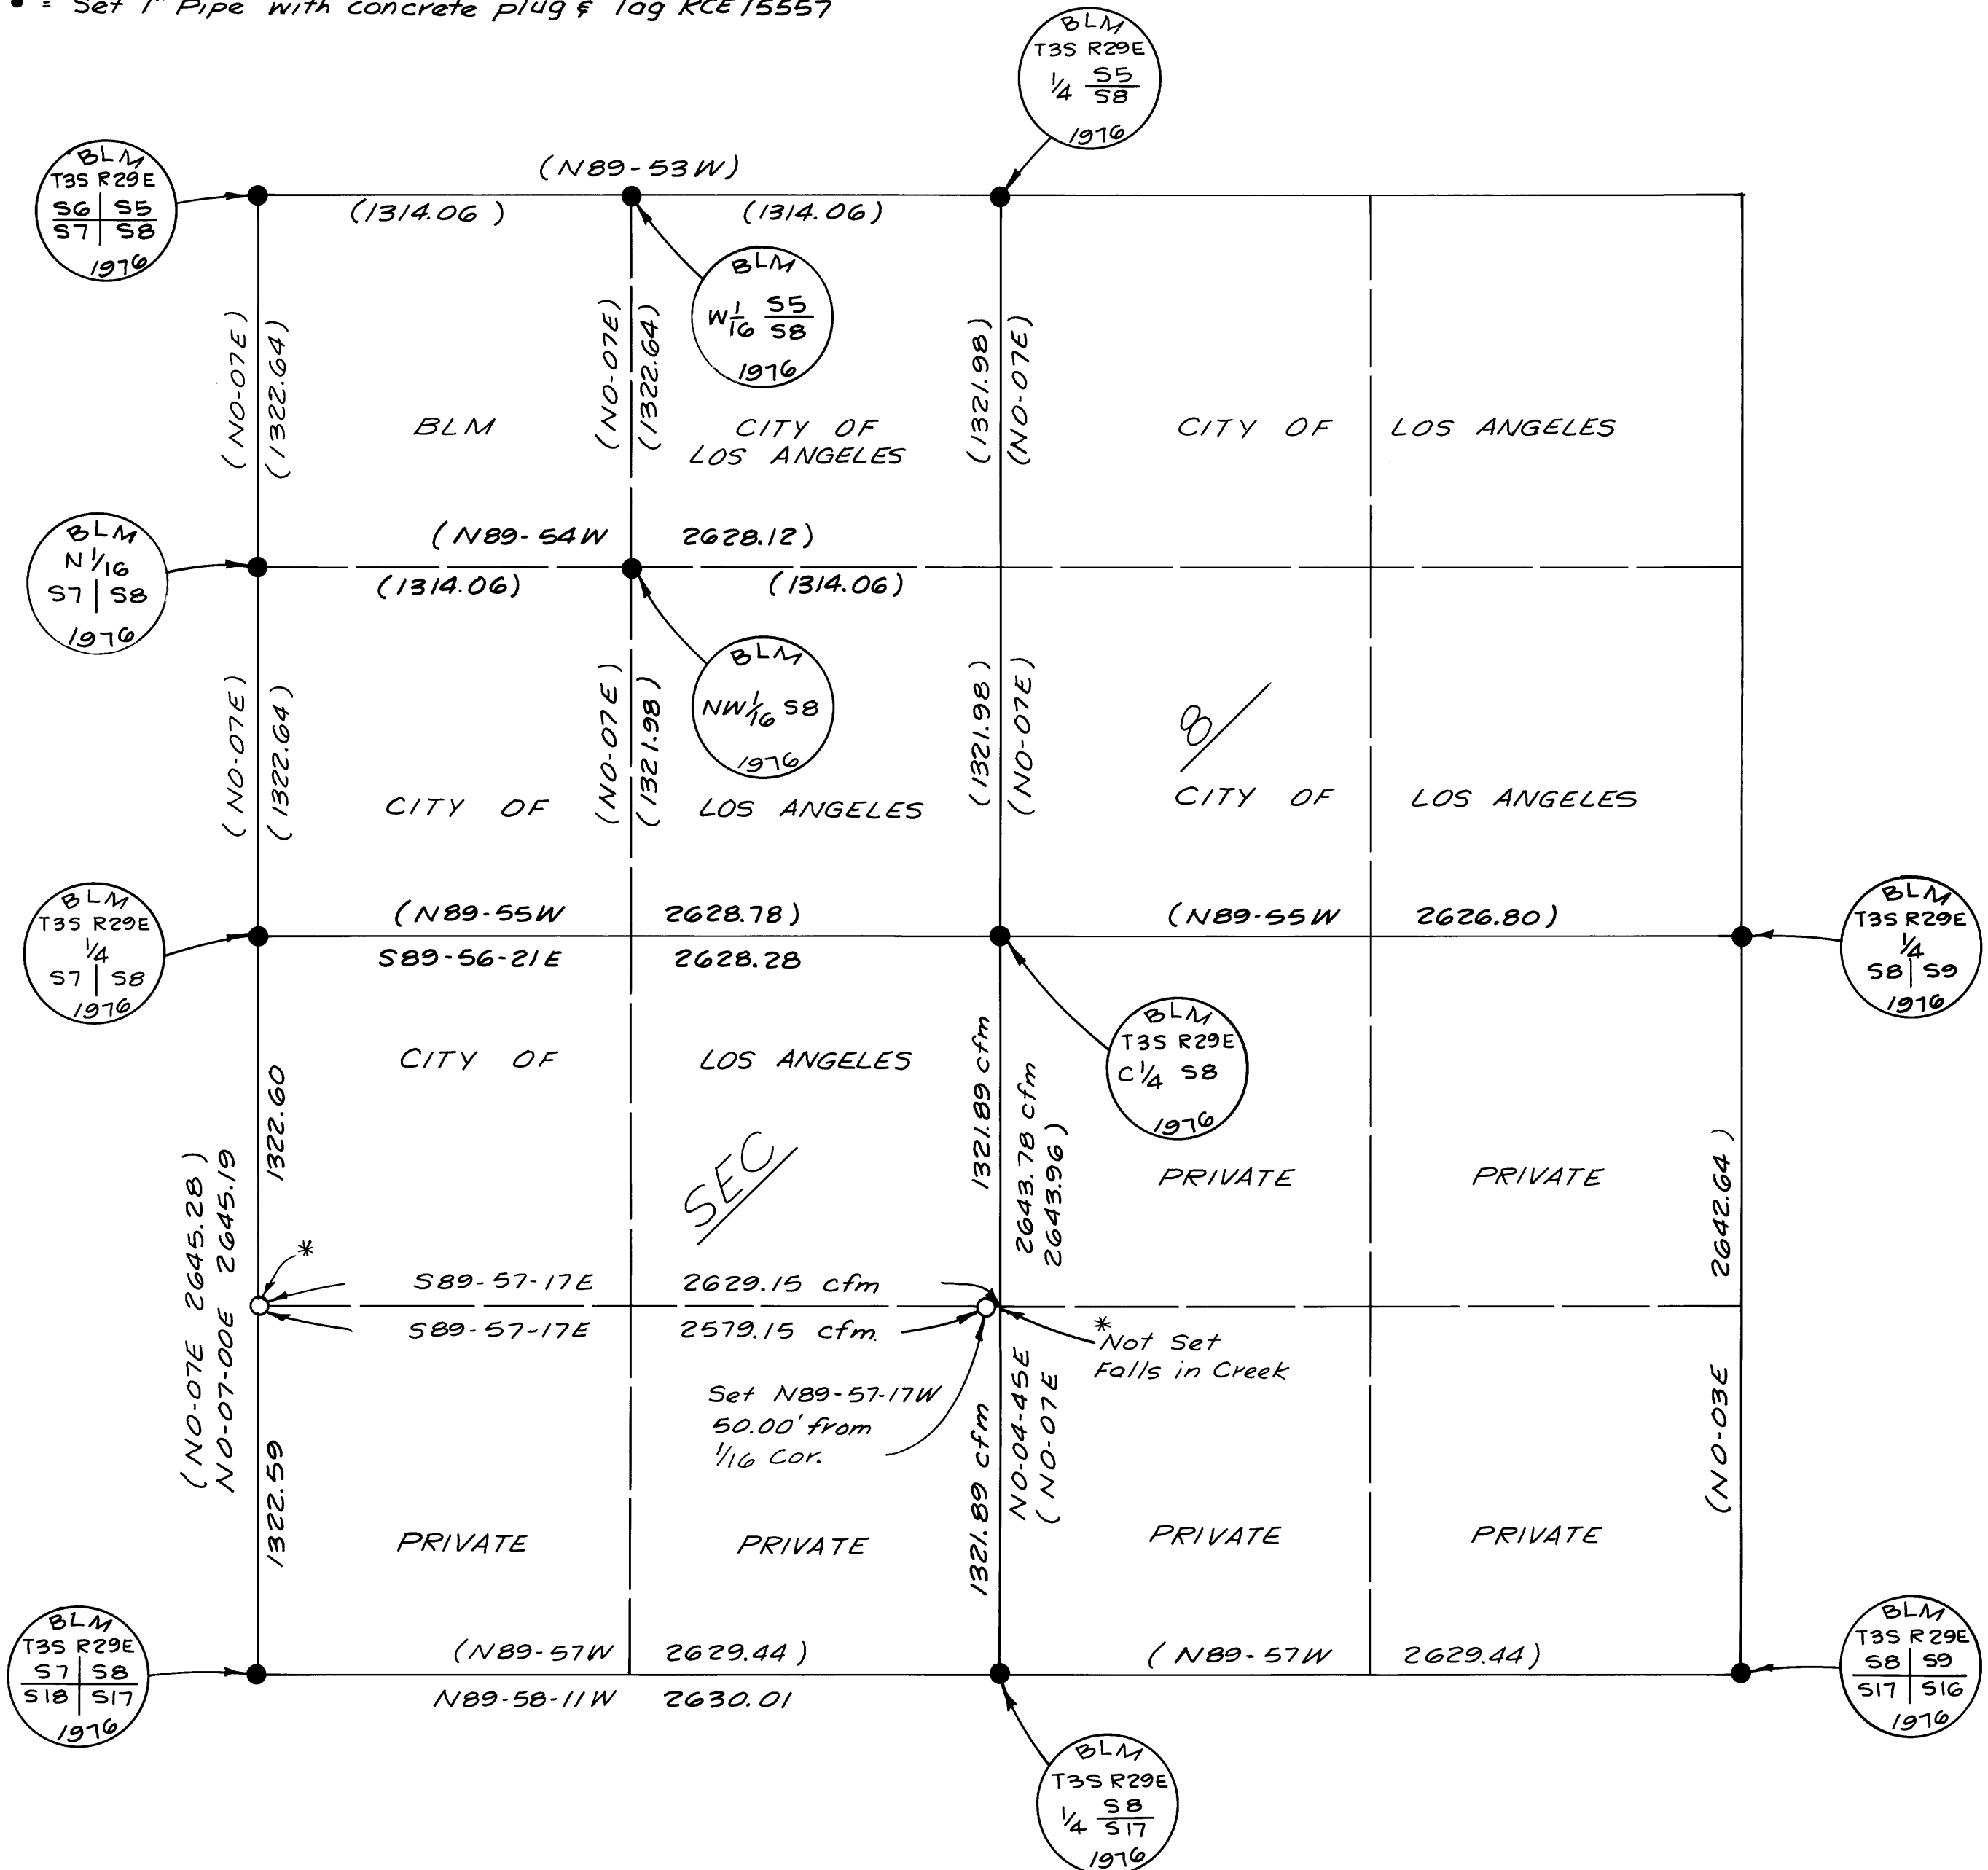 = Set 1" Pipe with concrete plug & Tag RCE 15557
BLM
T3S R29E
1/4 S5
S8
1976
BLM
T3S R29E
S6 | S5
S7 | S8
1976
(N89-53W)
(1314.06 )
(1314.06)
BLM
W 1/16 S5
S8
1976
(N0-07E)
(1322.64)
(N0-07E)
(1322.64)
(1321.98)
(N0-07E)
BLM
CITY OF
LOS ANGELES
CITY OF
LOS ANGELES
BLM
N 1/16
S7 | S8
1976
(N89-54W
2628.12)
(1314.06)
(1314.06)
BLM
NW 1/16 S8
1976
(N0-07E)
(1322.64)
(N0-07E)
(1321.98)
(1321.98)
(N0-07E)
8
CITY OF
LOS ANGELES
CITY OF
LOS ANGELES
BLM
T3S R29E
1/4
S7 | S8
1976
(N89-55W
2628.78)
(N89-55W
2626.80)
S89-56-21E
2628.28
BLM
T3S R29E
1/4
S8 | S9
1976
BLM
T3S R29E
C 1/4 S8
1976
CITY OF
LOS ANGELES
1322.60
1321.89 cfm
2643.78 cfm
2643.96)
PRIVATE
PRIVATE
2642.64)
SEC
(N0-07E 2645.28)
N0-07-00E 2645.19
*
S89-57-17E
2629.15 cfm
S89-57-17E
2579.15 cfm.
*
Not Set
Falls in Creek
Set N89-57-17W
50.00' from
1/16 Cor.
1322.59
1321.89 cfm
N0-04-45E
(N0-07E
(N0-03E
PRIVATE
PRIVATE
PRIVATE
PRIVATE
BLM
T3S R29E
S7 | S8
S18 | S17
1976
(N89-57W
2629.44)
(N89-57W
2629.44)
N89-58-11W
2630.01
BLM
T3S R29E
S8 | S9
S17 | S16
1976
BLM
T3S R29E
1/4 S8
S17
1976